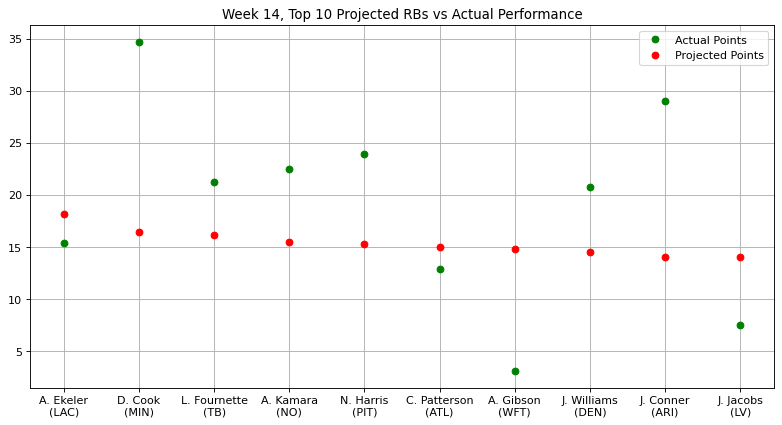 Week 14, Top 10 Projected RBs vs Actual Performance
35
30
25
20
15
10
5
Actual Points
Projected Points
A. Ekeler
(LAC)
D. Cook
(MIN)
L. Fournette
(TB)
A. Kamara
(NO)
N. Harris
(PIT)
C. Patterson
(ATL)
A. Gibson
(WFT)
J. Williams
(DEN)
J. Conner
(ARI)
J. Jacobs
(LV)